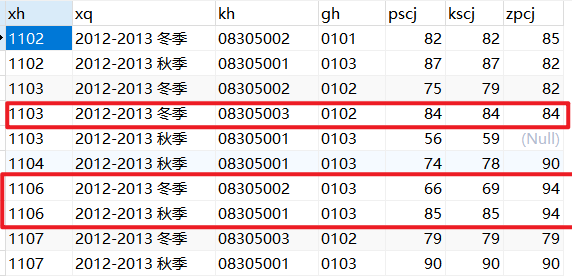 xh xq kh gh pscj kscj zpcj
1102 2012-2013 冬季 08305002 0101 82 82 85
1102 2012-2013 秋季 08305001 0103 87 87 82
1103 2012-2013 冬季 08305002 0102 75 79 82
1103 2012-2013 冬季 08305003 0102 84 84 84
1103 2012-2013 秋季 08305001 0103 56 59 (Null)
1104 2012-2013 秋季 08305001 0103 74 78 90
1106 2012-2013 冬季 08305002 0103 66 69 94
1106 2012-2013 秋季 08305001 0103 85 85 94
1107 2012-2013 冬季 08305003 0102 79 79 79
1107 2012-2013 秋季 08305001 0103 90 90 90